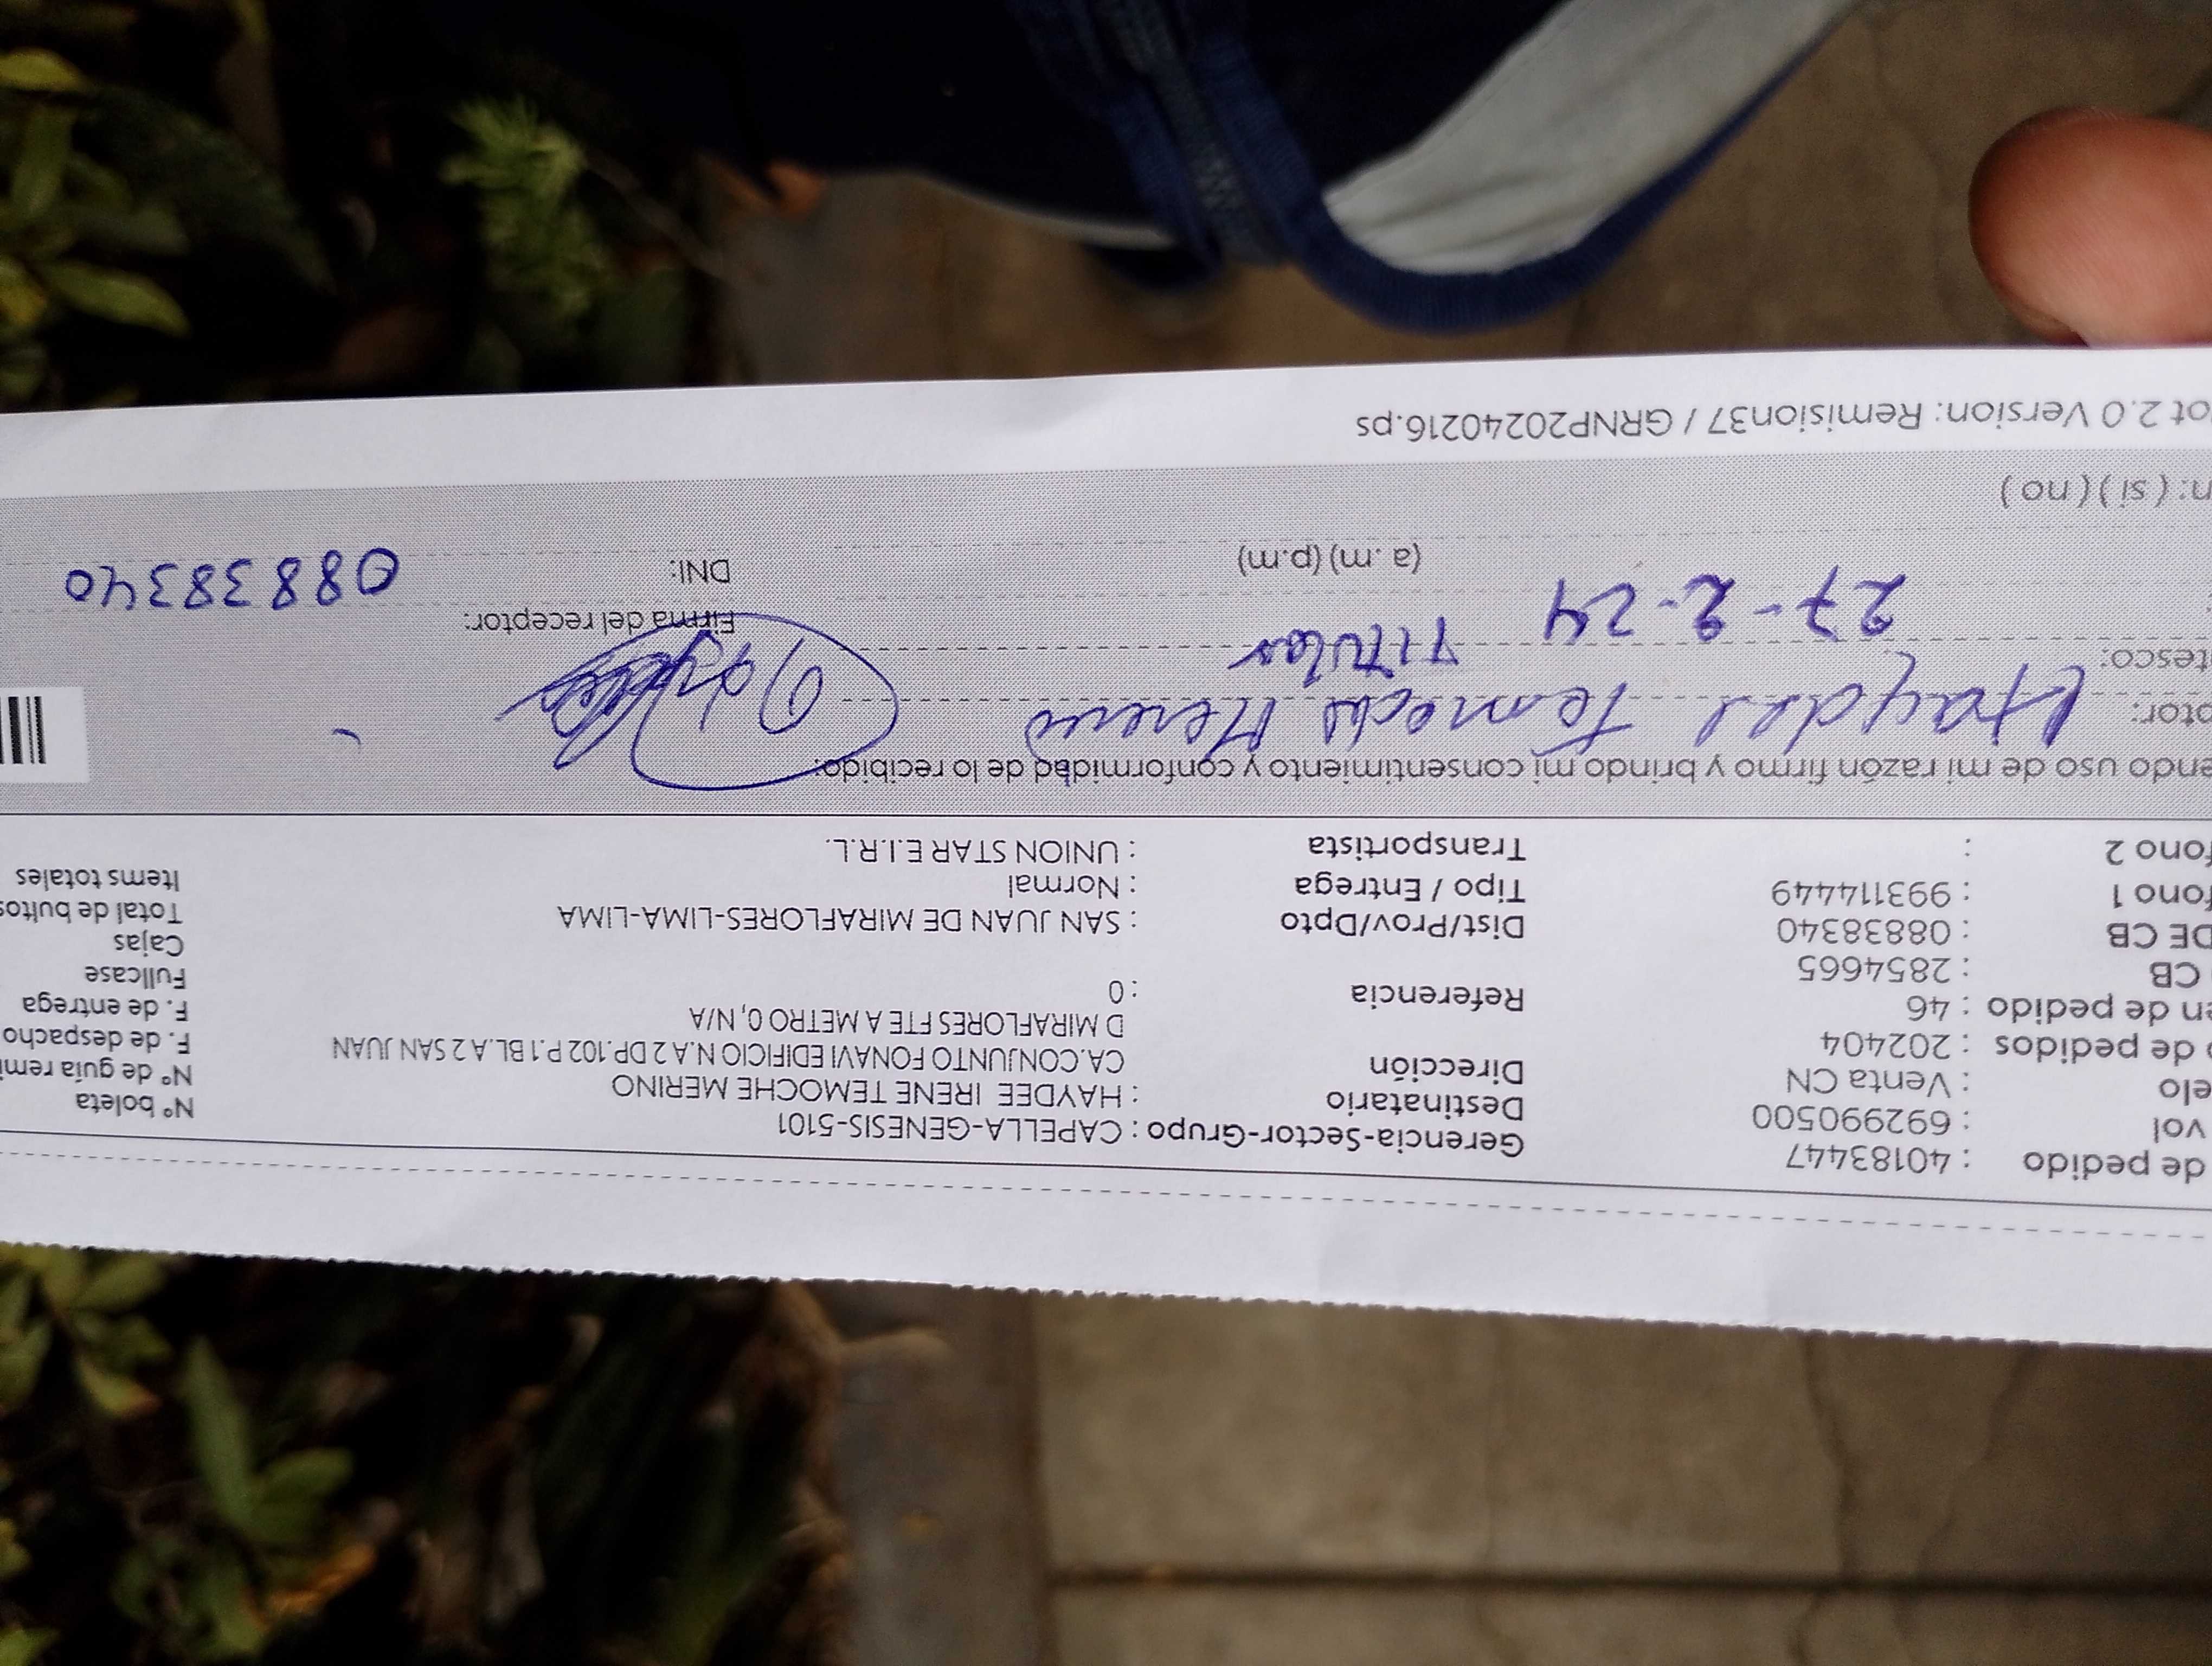 de pedido : 40183447
vol : 692990500
elo : Venta CN
de pedidos : 202404
en de pedido : 46
CB : 2854665
DE CB : 08838340
fono 1 : 993114449
fono 2 :
Gerencia-Sector-Grupo : CAPELLA-GENESIS-5101
Destinatario : HAYDEE IRENE TEMOCHE MERINO
Dirección CA.CONJUNTO FONAVI EDIFICIO N.A 2 DP.102 P.1 BL.A 2 SAN JUAN
D MIRAFLORES FTE A METRO 0, N/A
Referencia : 0
Dist/Prov/Dpto : SAN JUAN DE MIRAFLORES-LIMA-LIMA
Tipo / Entrega : Normal
Transportista : UNION STAR E.I.R.L.
N° boleta
N° de guía remi
F. de despacho
F. de entrega
Fullcase
Cajas
Total de bultos
Items totales
endo uso de mi razón firmo y brindo mi consentimiento y conformidad de lo recibido:
ptor: Haydee Temoche Merino
tesco: Titular
Firma del receptor:
27-2-24 (a.m) (p.m)
DNI: 08838340
n: ( si ) ( no )
ot 2.0 Version: Remision37 / GRNP20240216.ps